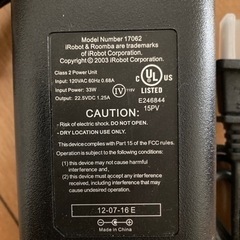 Model Number 17062
iRobot & Roomba are trademarks
of iRobot Corporation.
Copyright © 2003 iRobot Corporation.
Class 2 Power Unit
Input: 120VAC 60Hz 0.68A
Input Power: 33W
Output: 22.5VDC 1.25A
IV 115V
C UL US
LISTED
E246844
15PV
CAUTION:
Risk of electric shock. DO NOT OPEN.
- DRY LOCATION USE ONLY.
This device complies with Part 15 of the FCC rules.
Operation is subject to the following conditions:
(1) this device may not cause harmful
interference and -
(2) this device must accept any interference
received, including interference that may
cause undesired operation.
12-07-16 E
Made in China